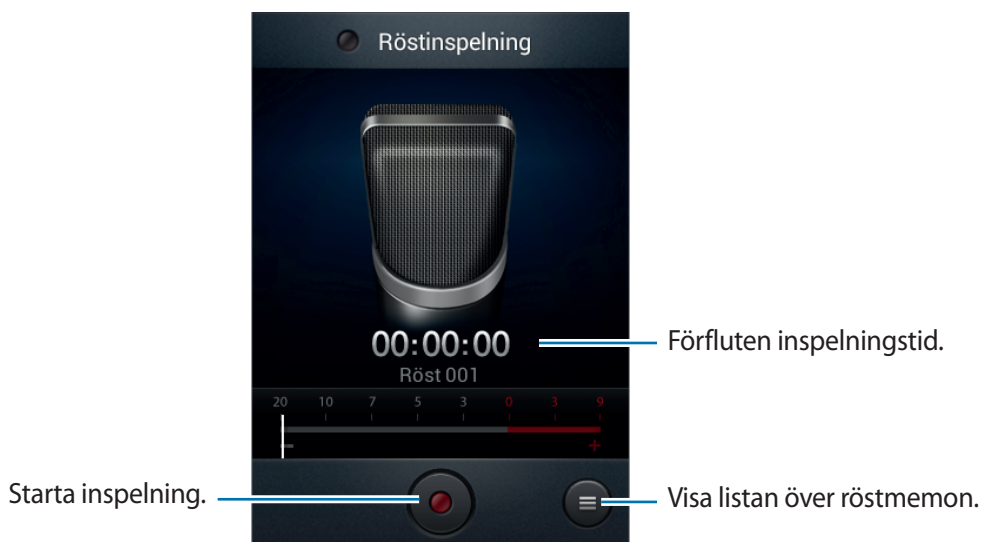 Röstinspelning
00:00:00
Förfluten inspelningstid.
Röst 001
20 10 7 5 3 0 3 9
- +
Starta inspelning.
Visa listan över röstmemon.